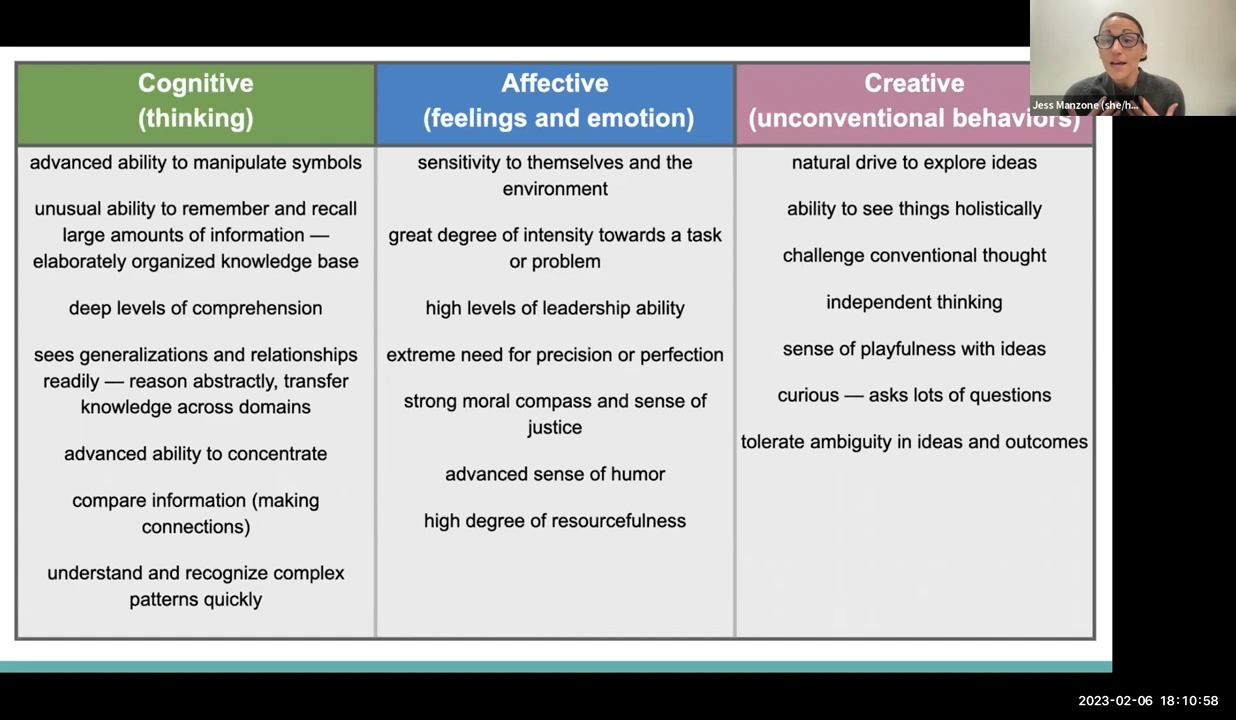 Cognitive
(thinking)
advanced ability to manipulate symbols
unusual ability to remember and recall
large amounts of information —
elaborately organized knowledge base
deep levels of comprehension
sees generalizations and relationships
readily — reason abstractly, transfer
knowledge across domains
advanced ability to concentrate
compare information (making
connections)
understand and recognize complex
patterns quickly
Affective
(feelings and emotion)
sensitivity to themselves and the
environment
great degree of intensity towards a task
or problem
high levels of leadership ability
extreme need for precision or perfection
strong moral compass and sense of
justice
advanced sense of humor
high degree of resourcefulness
Creative
(unconventional behaviors)
natural drive to explore ideas
ability to see things holistically
challenge conventional thought
independent thinking
sense of playfulness with ideas
curious — asks lots of questions
tolerate ambiguity in ideas and outcomes
Jess Manzone (she/h...
2023-02-06 18:10:58